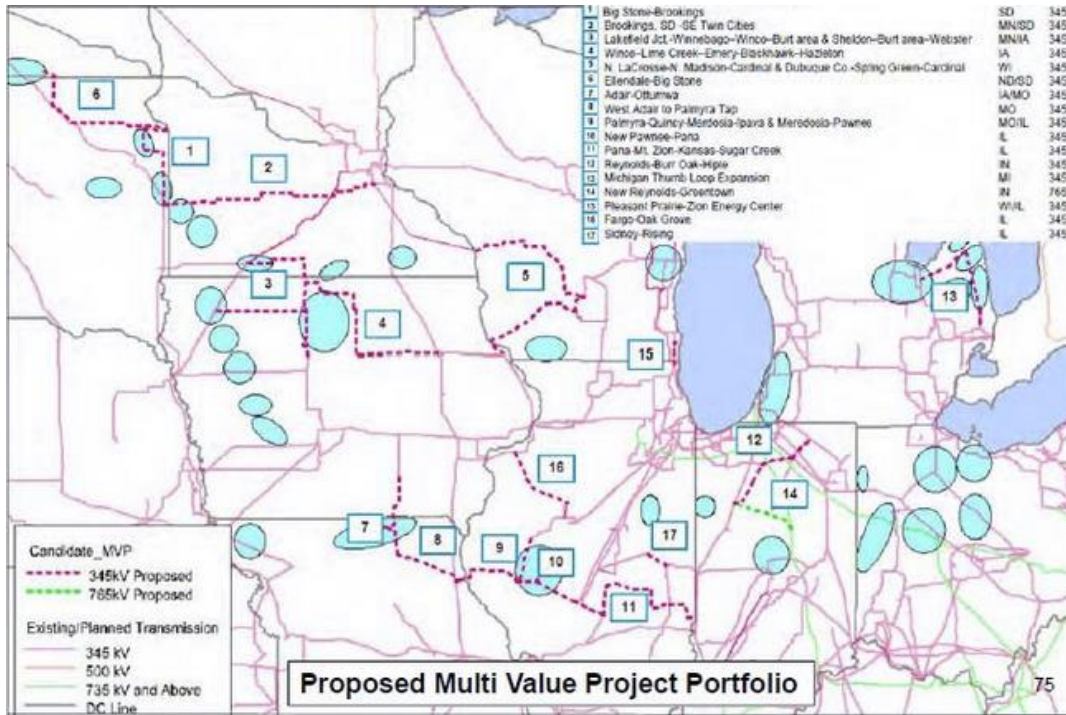 1 Big Stone-Brookings SD 345
2 Brookings, SD -SE Twin Cities MN/SD 345
3 Lakefield Jct.-Winnebago-Winco-Burt area & Sheldon-Burt area-Webster MN/IA 345
4 Winco-Lime Creek-Emery-Blackhawk-Hazleton IA 345
5 N. LaCrosse-N. Madison-Cardinal & Dubuque Co.-Spring Green-Cardinal WI 345
6 Ellendale-Big Stone ND/SD 345
7 Adair-Ottumwa IA/MO 345
8 West Adair to Palmyra Tap MO 345
9 Palmyra-Quincy-Merdosia-Ipava & Meredosia-Pawnee MO/IL 345
10 New Pawnee-Pana IL 345
11 Pana-Mt. Zion-Kansas-Sugar Creek IL 345
12 Reynolds-Burr Oak-Hiple IN 345
13 Michigan Thumb Loop Expansion MI 345
14 New Reynolds-Greentown IN 765
15 Pleasant Prairie-Zion Energy Center WI/IL 345
16 Fargo-Oak Grove IL 345
17 Sidney-Rising IL 345
6
1
2
3
4
5
13
15
12
16
14
7
8
9
10
17
11
Candidate_MVP
345kV Proposed
765kV Proposed
Existing/Planned Transmission
345 kV
500 kV
735 kV and Above
DC Line
Proposed Multi Value Project Portfolio
75